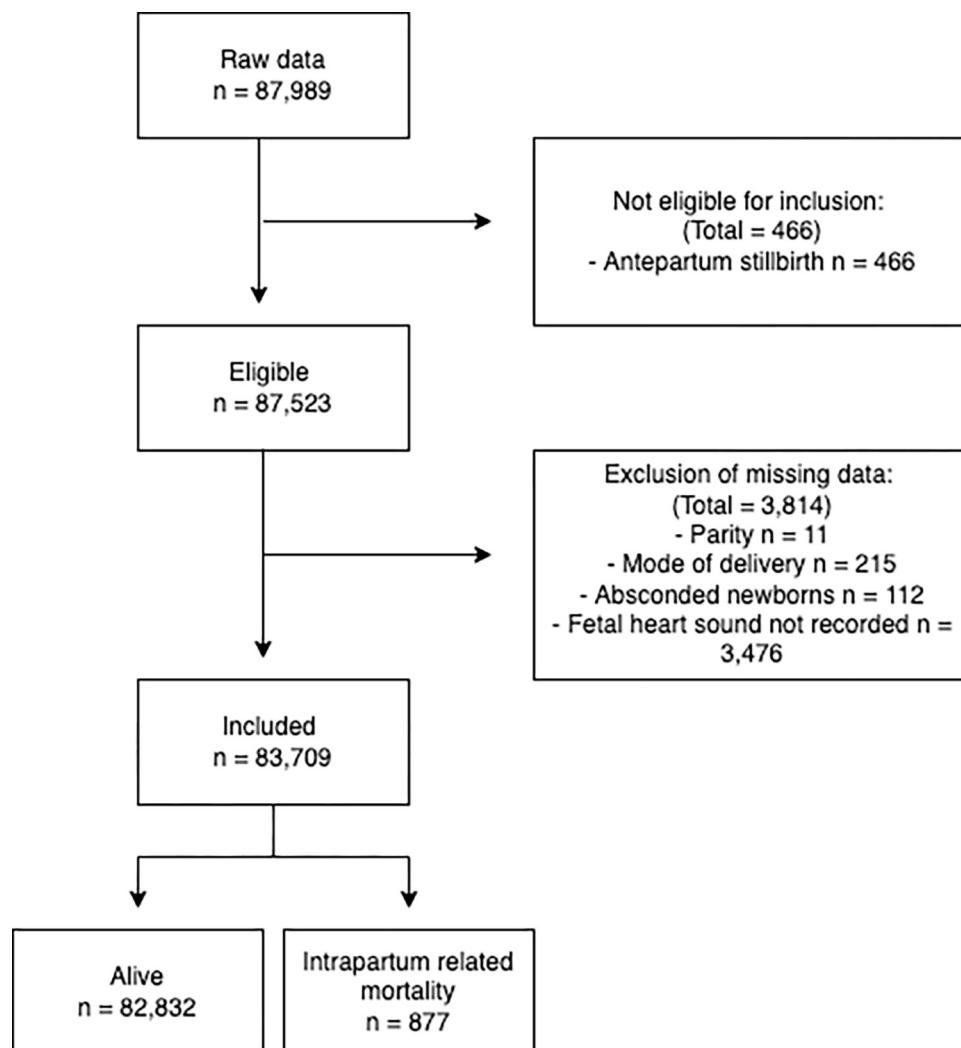 Raw data
n = 87,989
Not eligible for inclusion:
(Total = 466)
- Antepartum stillbirth n = 466
Eligible
n = 87,523
Exclusion of missing data:
(Total = 3,814)
- Parity n = 11
- Mode of delivery n = 215
- Absconded newborns n = 112
- Fetal heart sound not recorded n =
3,476
Included
n = 83,709
Alive
n = 82,832
Intrapartum related
mortality
n = 877